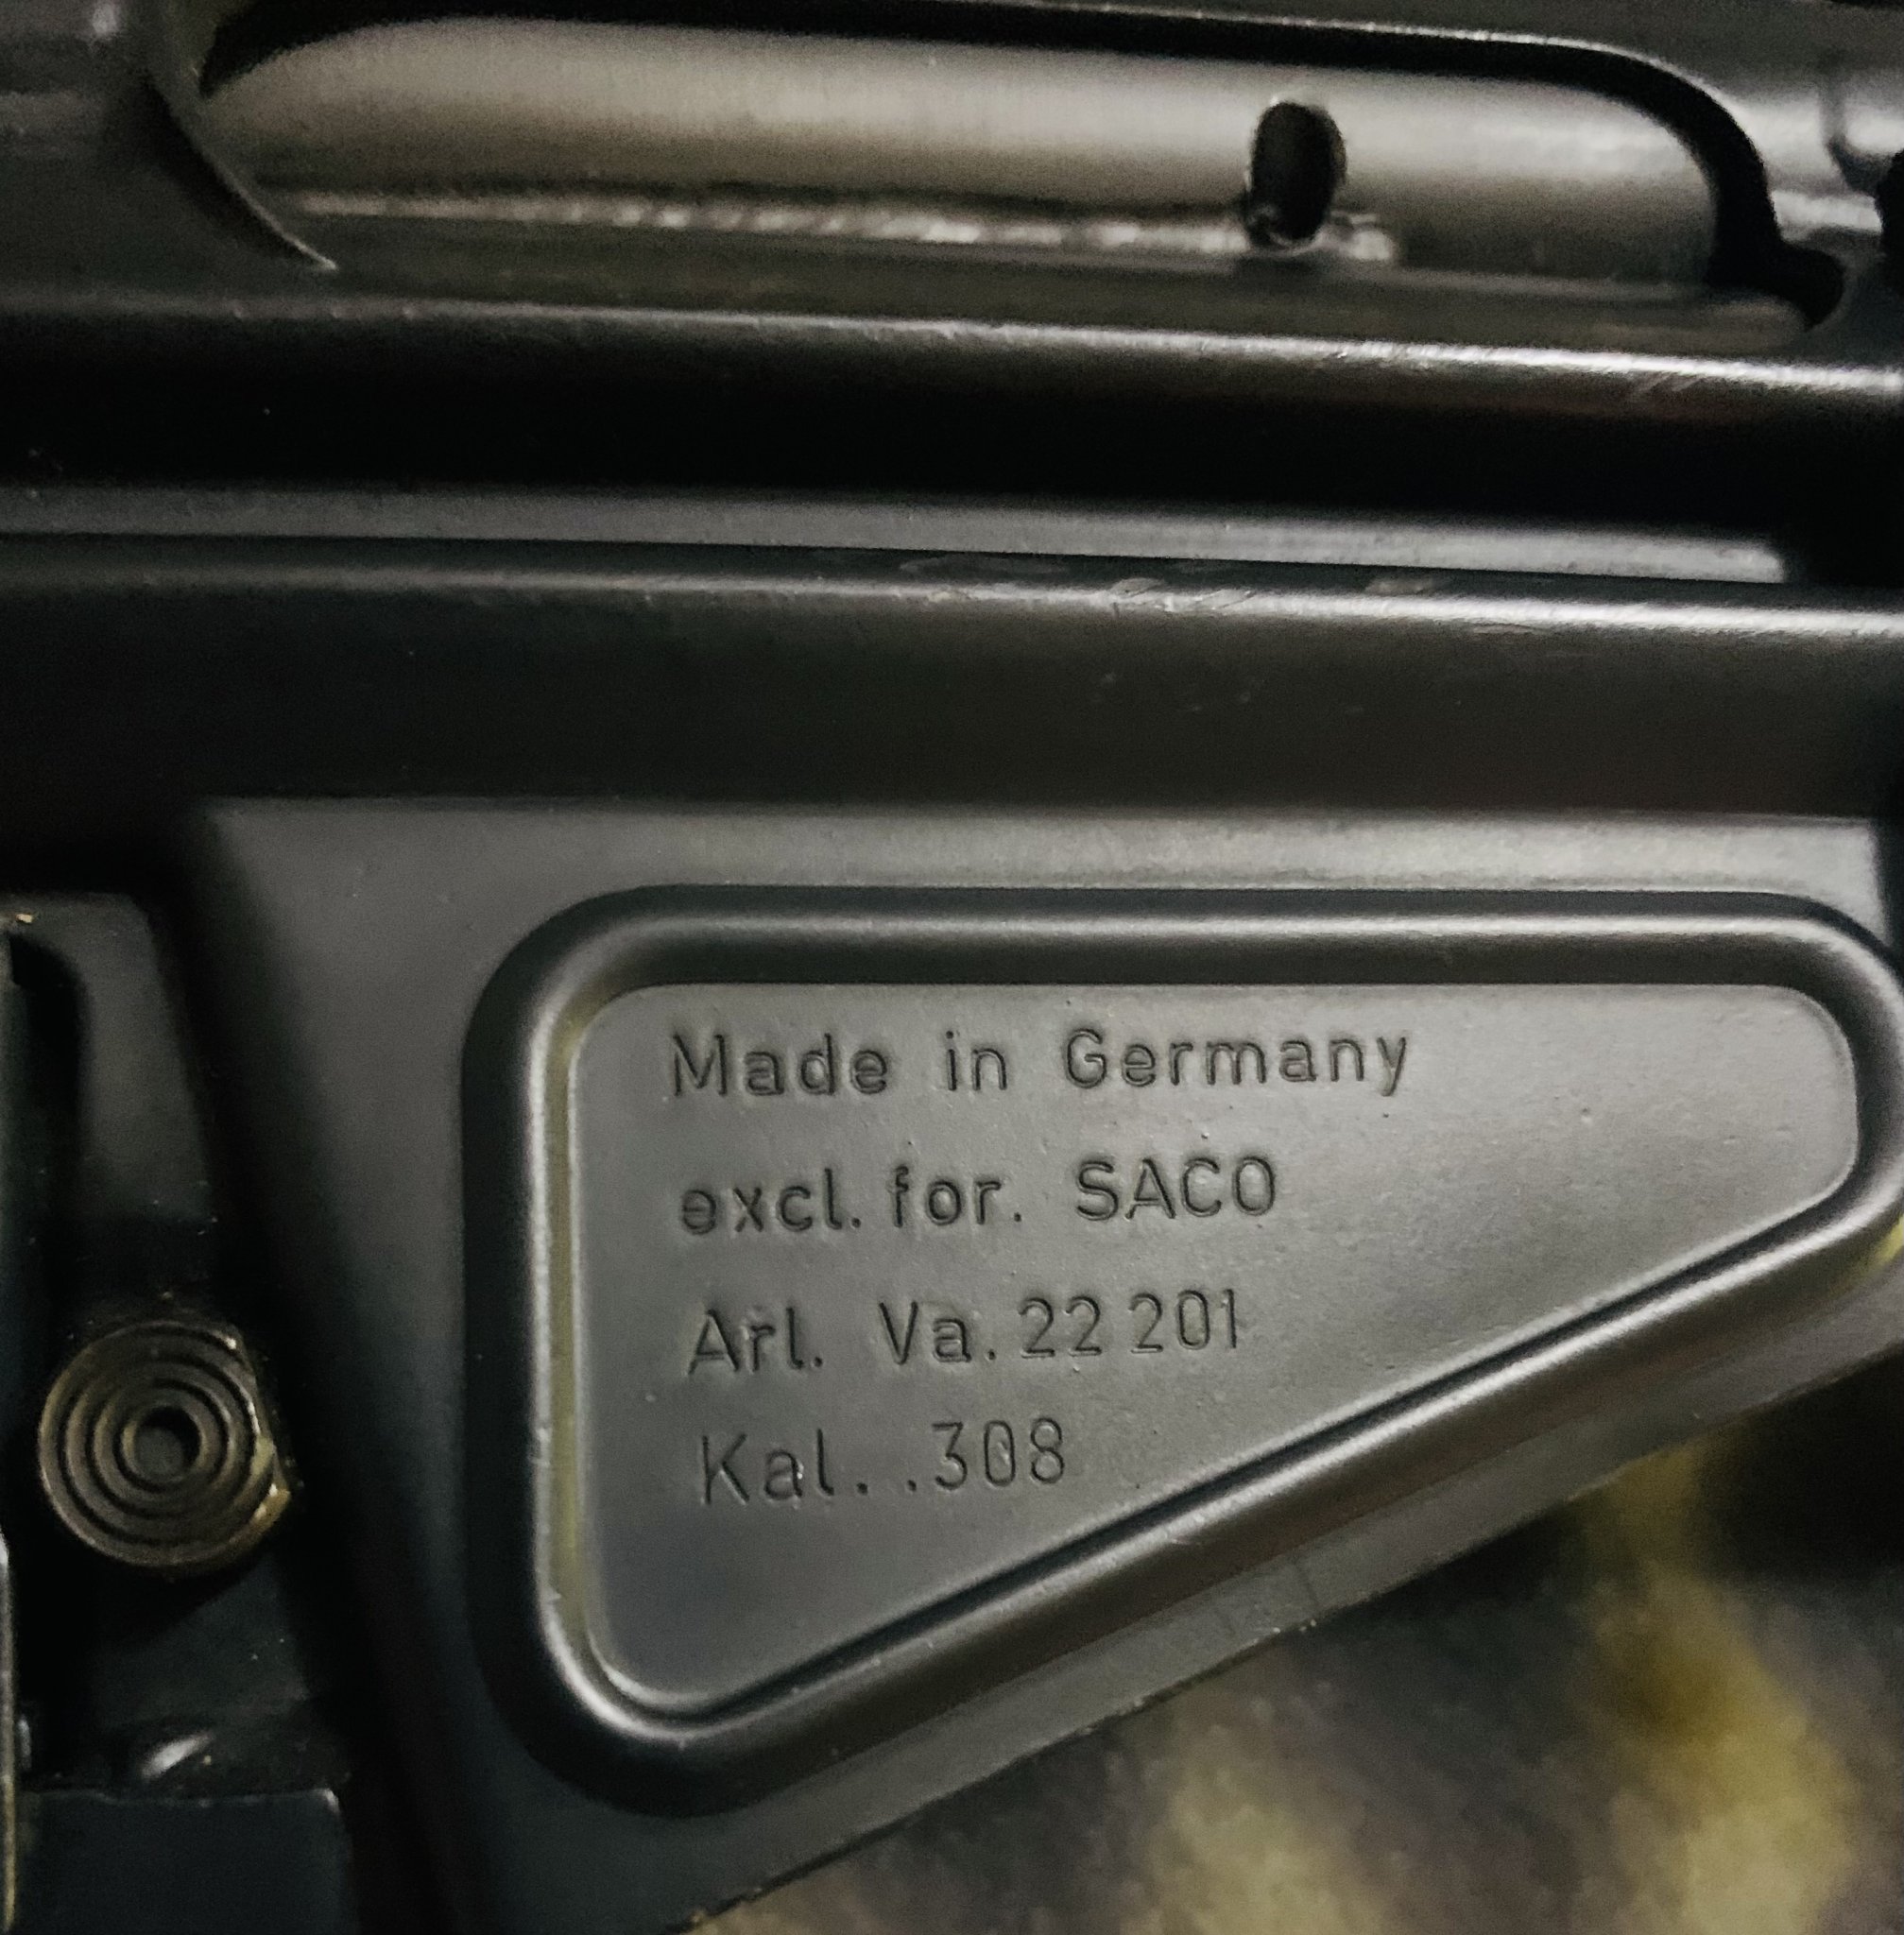 Made in Germany
excl. for. SACO
Arl. Va. 22 201
Kal. .308